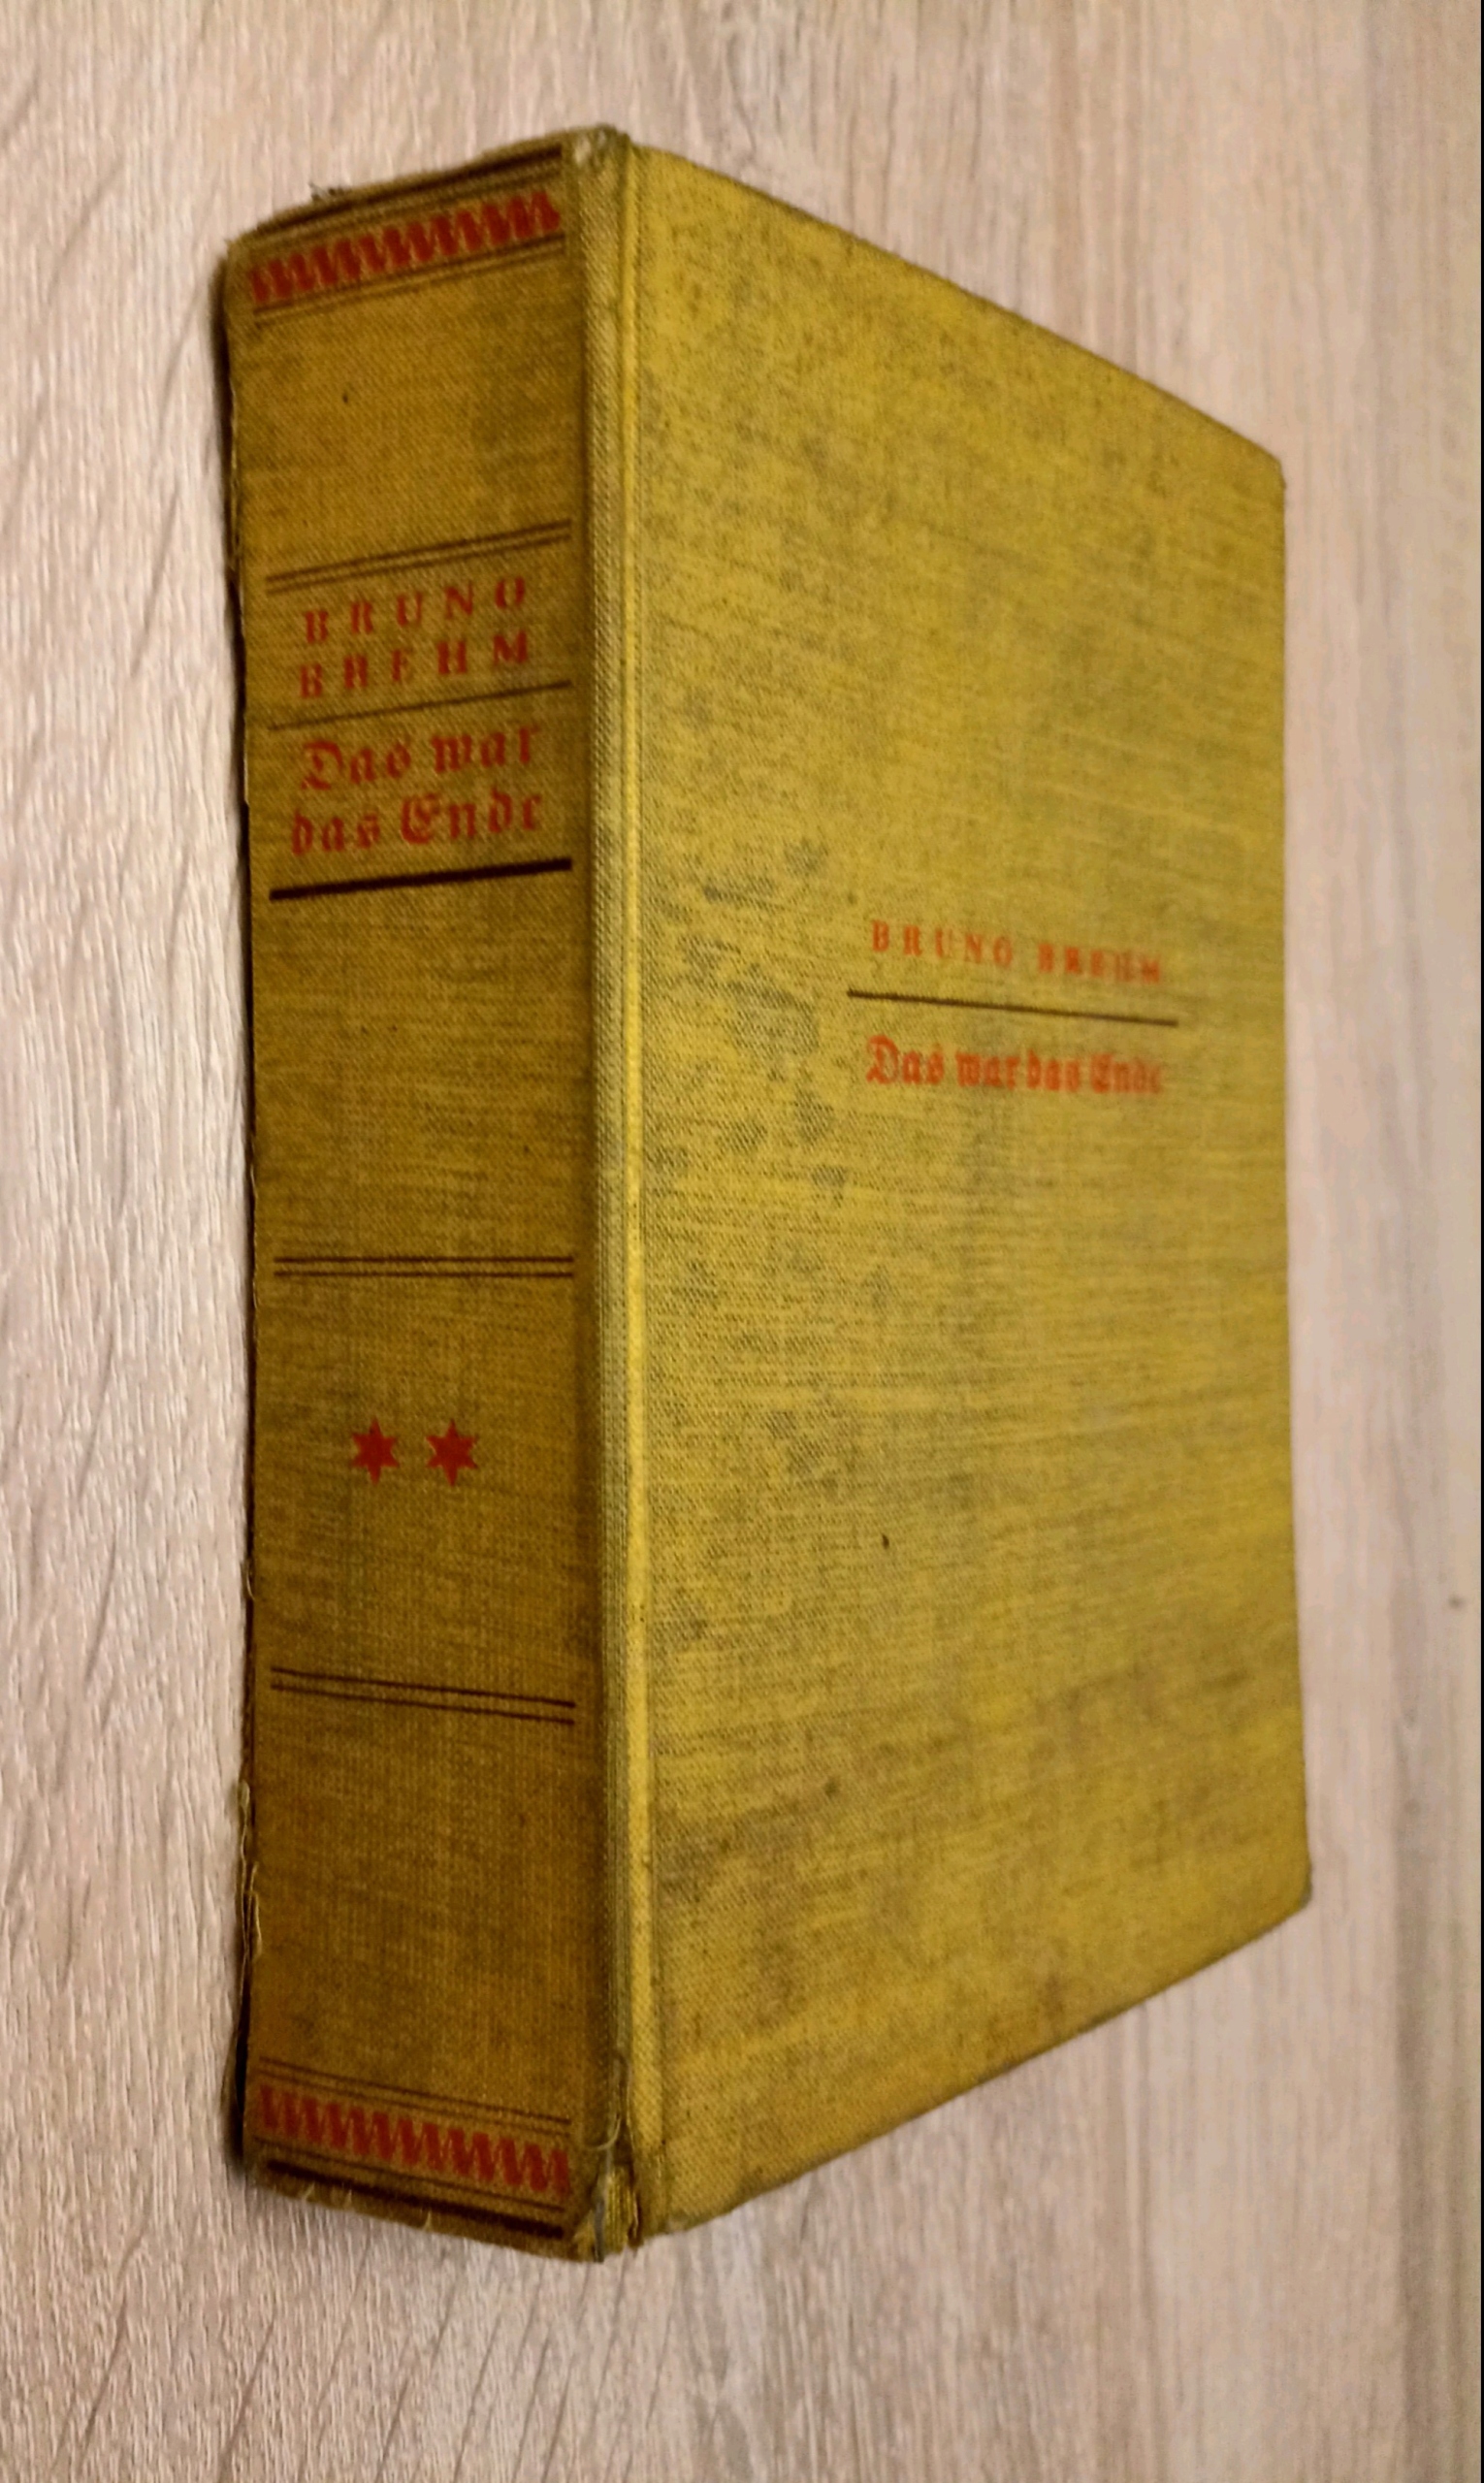 BRUNO
BREHM
Das war
das Ende
BRUNO BREHM
Das war das Ende